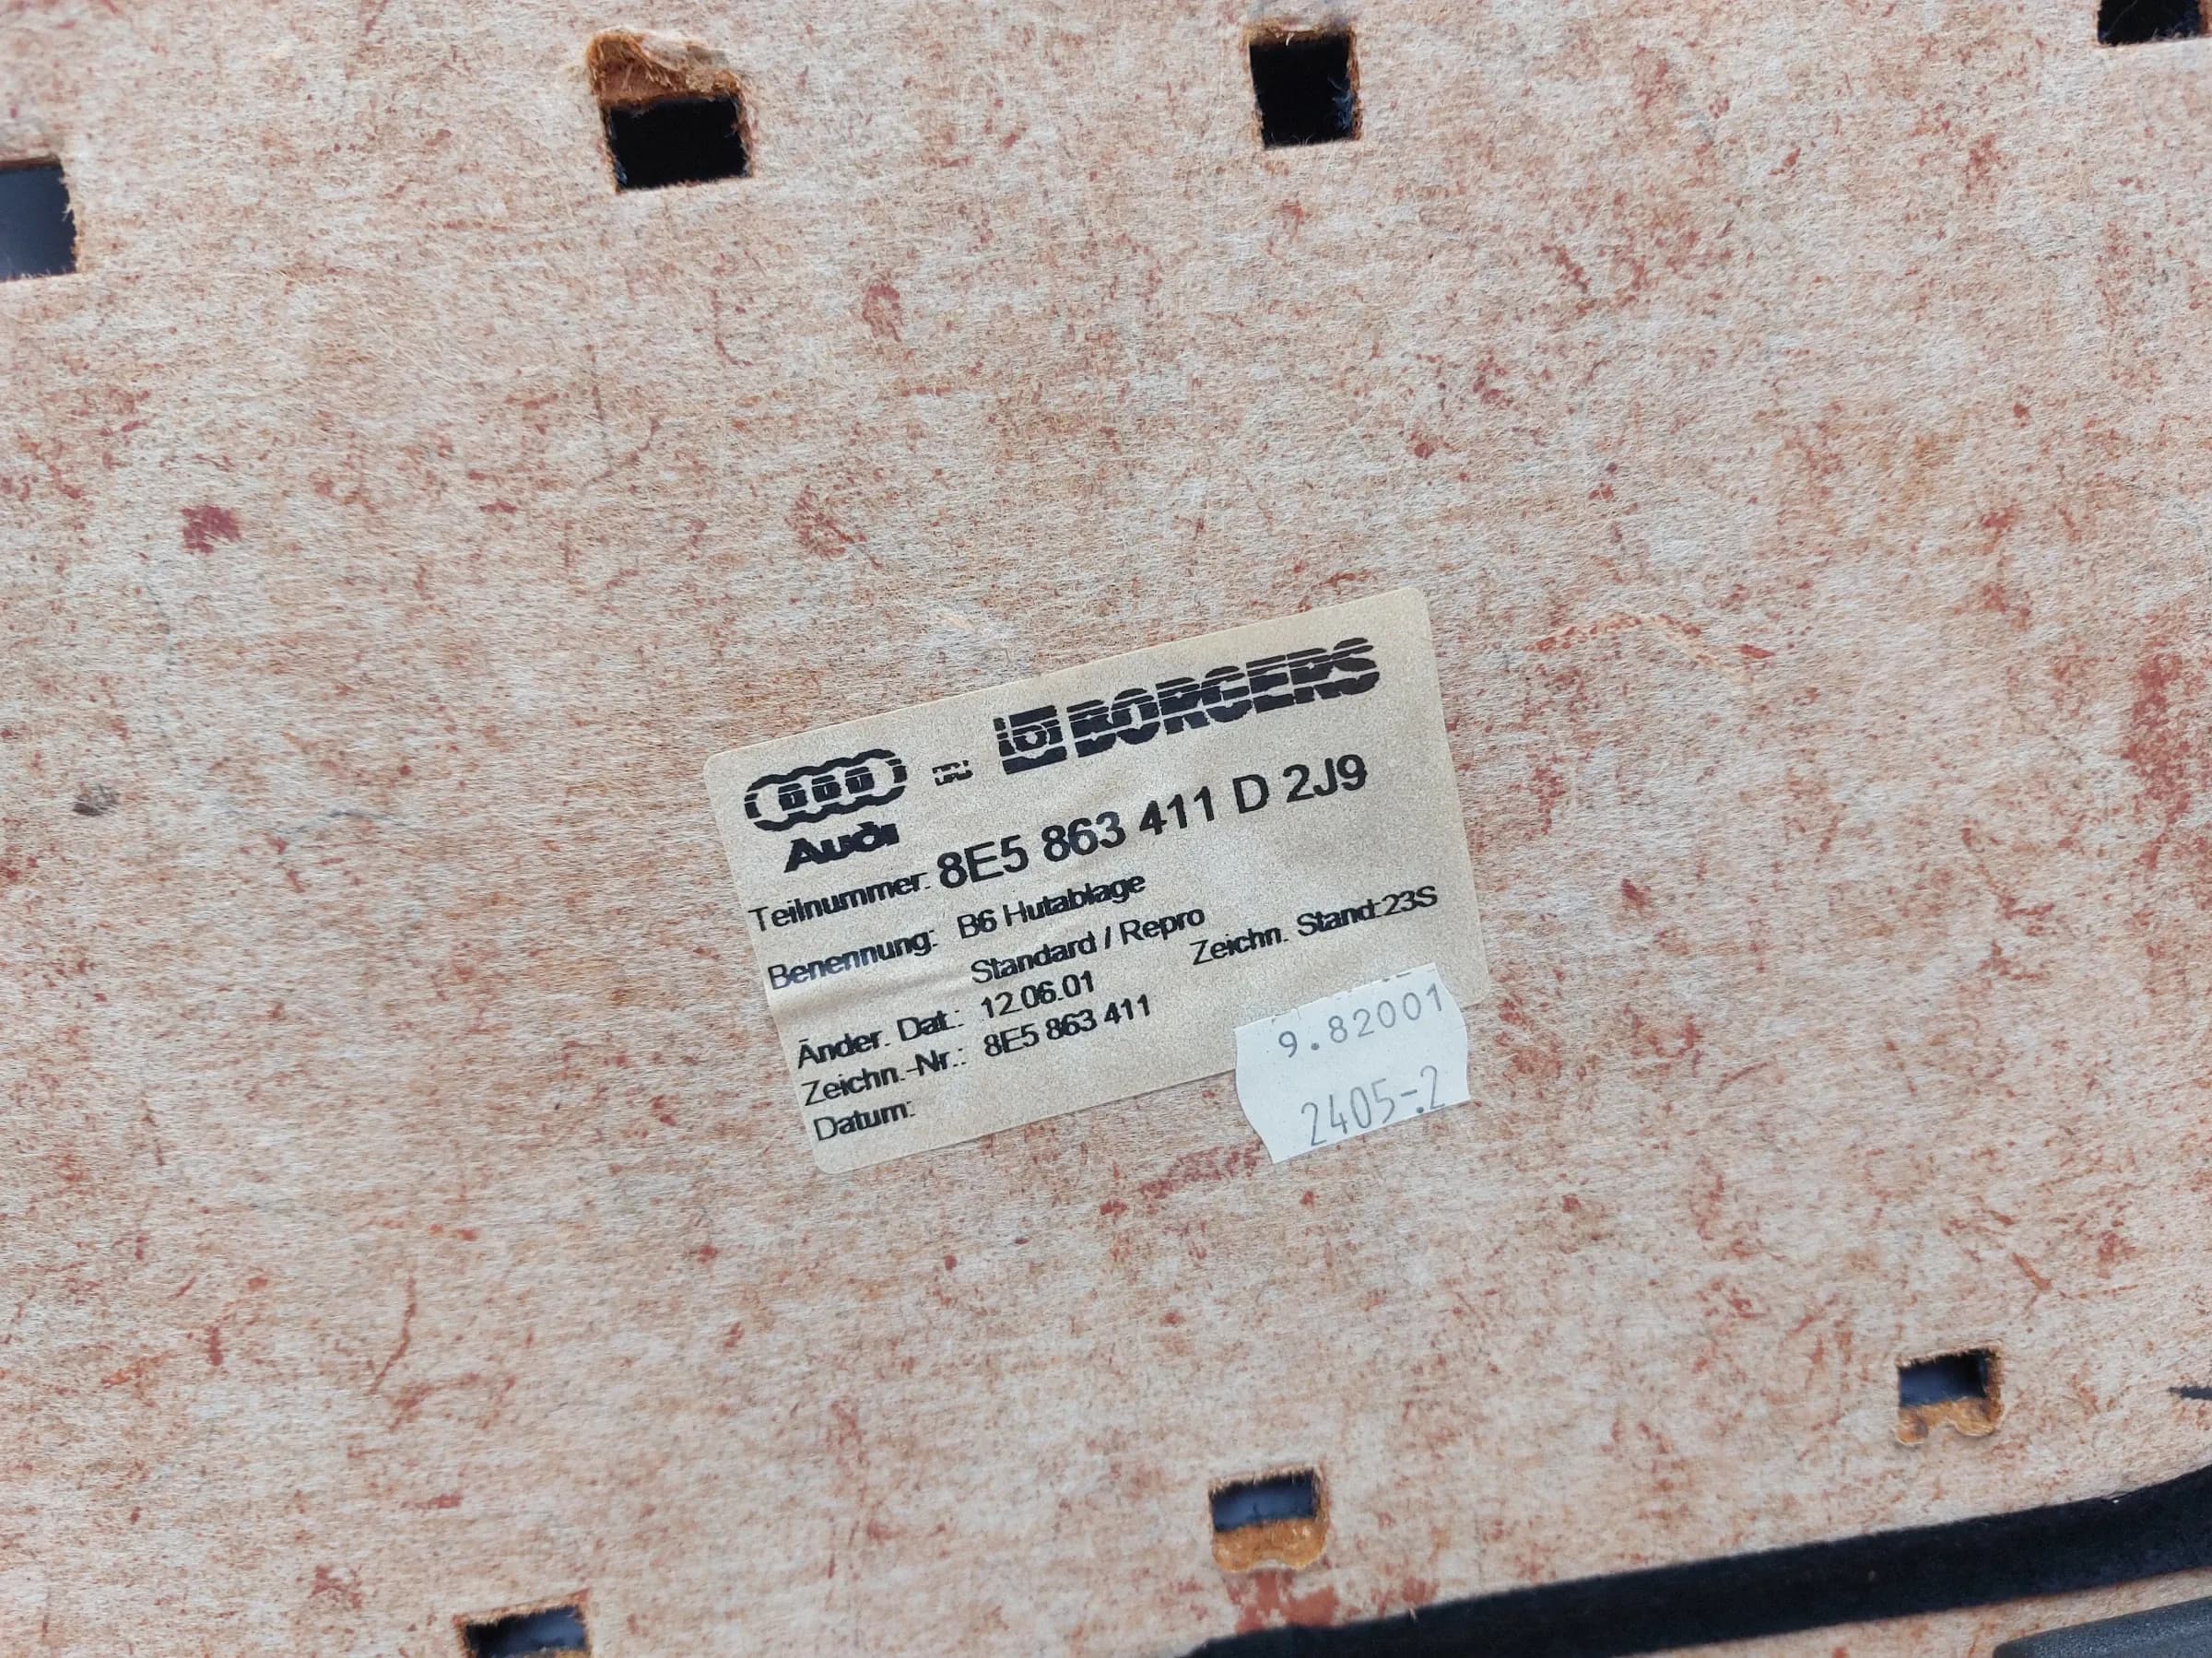 Audi
BORGERS
Teilnummer: 8E5 863 411 D 2J9
Benennung: B6 Hutablage
Standard / Repro
Änder. Dat.: 12.06.01 Zeichn. Stand:23S
Zeichn.-Nr.: 8E5 863 411
Datum:
9.82001
2405-.2